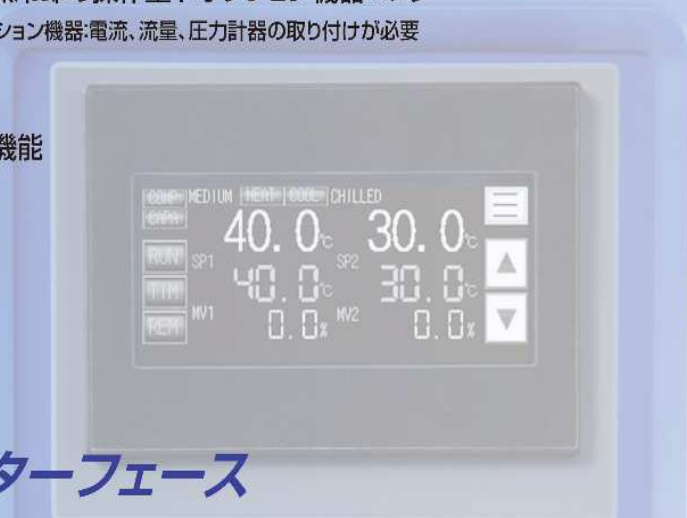 ション機器:電流、流量、圧力計器の取り付けが必要
機能
COMP MEDIUM HEAT COOL CHILLED
CAPA
40.0℃ 30.0℃
RUN SP1 40.0℃ SP2 30.0℃
TIM
REM MV1 0.0% MV2 0.0%
ターフェース